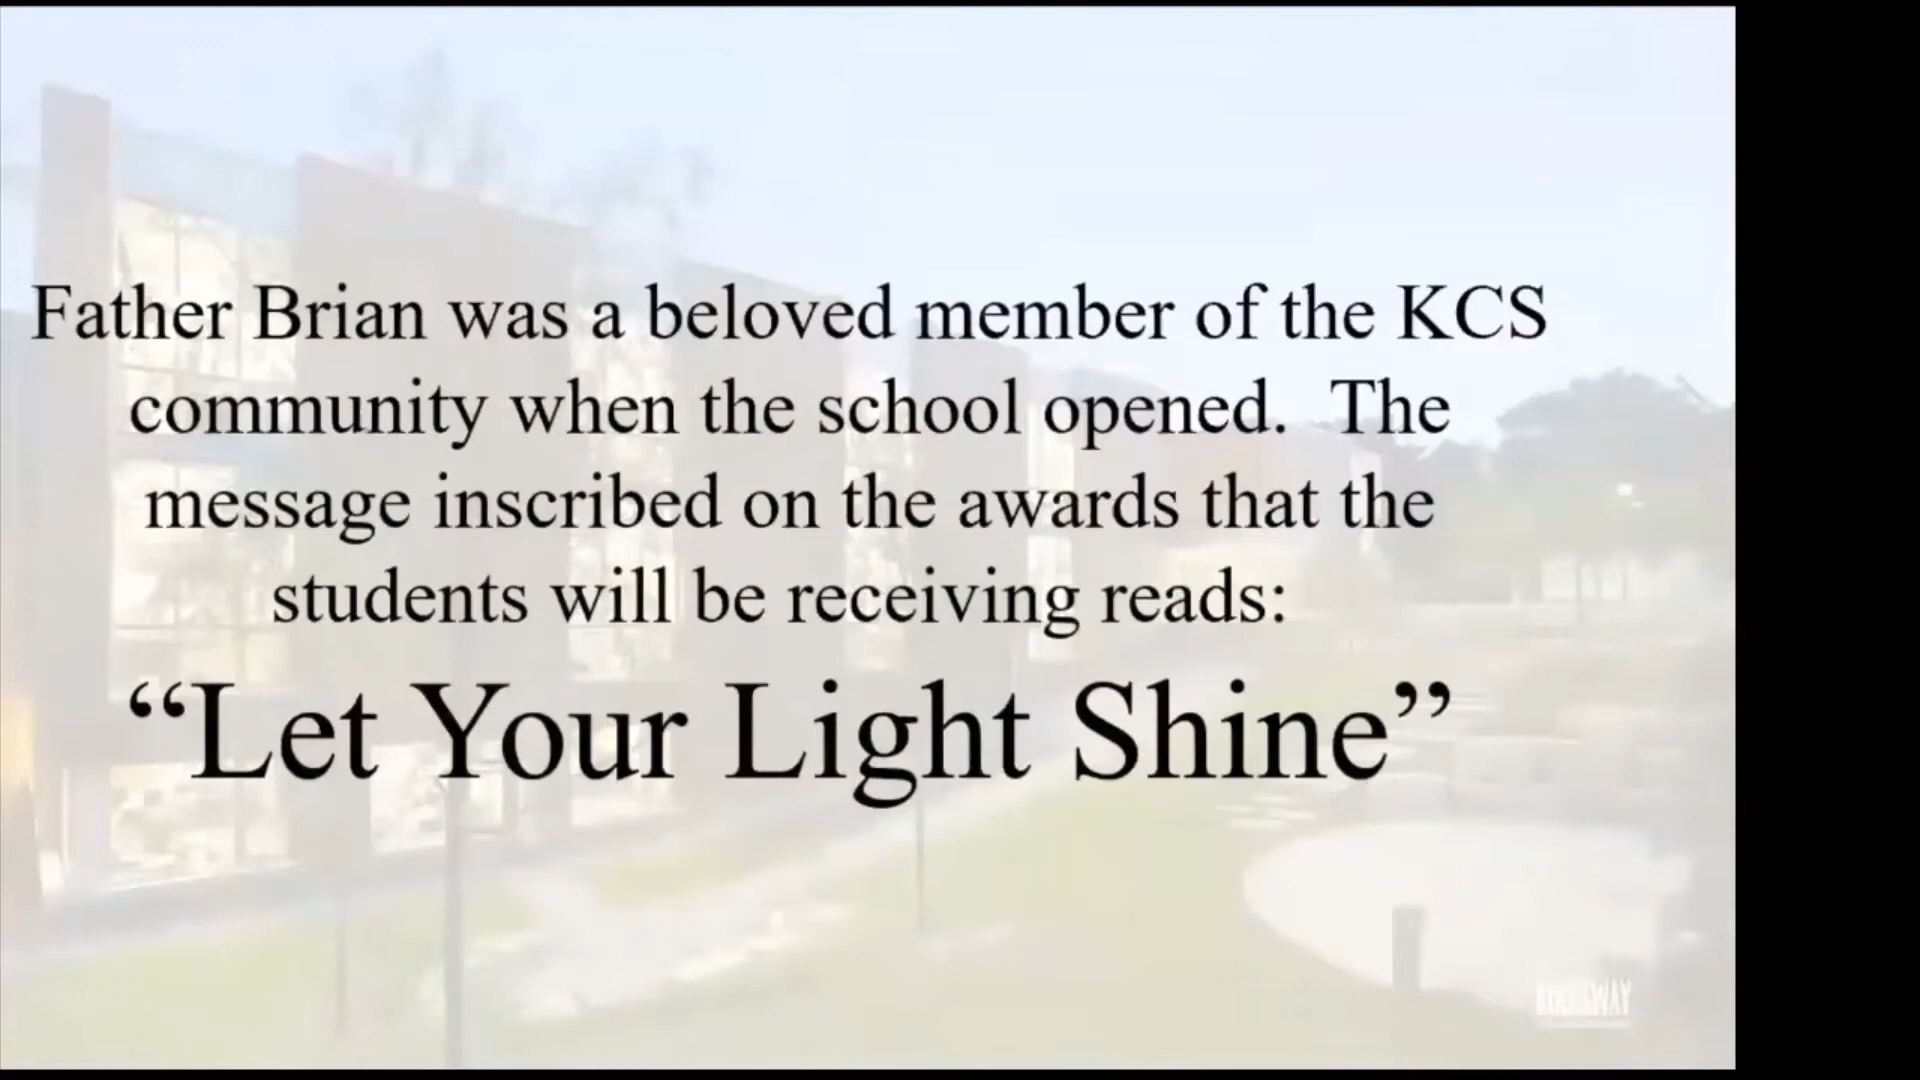 Father Brian was a beloved member of the KCS
community when the school opened.  The
message inscribed on the awards that the
students will be receiving reads:
“Let Your Light Shine”